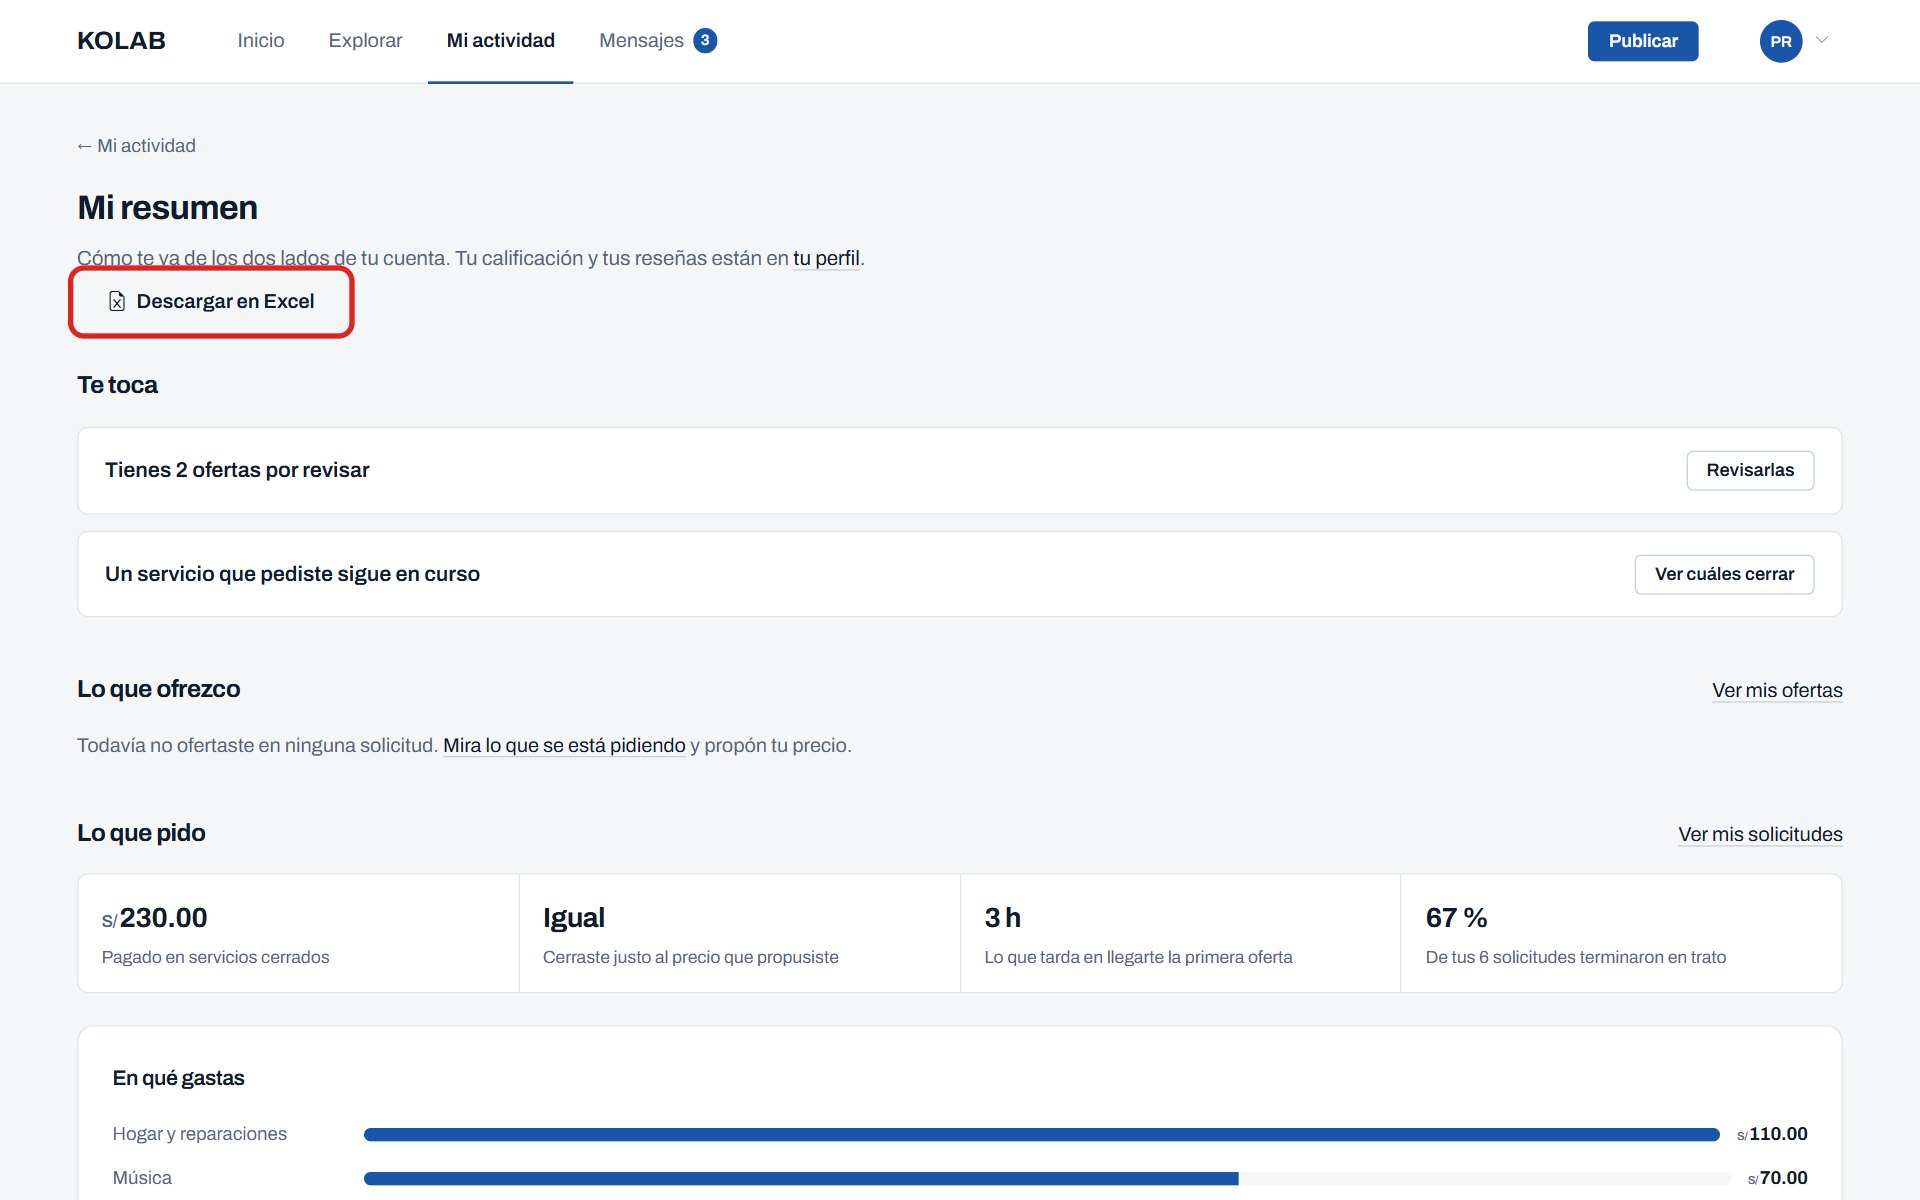 KOLAB
Inicio
Explorar
Mi actividad
Mensajes 3
Publicar
PR
← Mi actividad
Mi resumen
Cómo te va de los dos lados de tu cuenta. Tu calificación y tus reseñas están en tu perfil.
Descargar en Excel
Te toca
Tienes 2 ofertas por revisar
Revisarlas
Un servicio que pediste sigue en curso
Ver cuáles cerrar
Lo que ofrezco
Ver mis ofertas
Todavía no ofertaste en ninguna solicitud. Mira lo que se está pidiendo y propón tu precio.
Lo que pido
Ver mis solicitudes
S/230.00
Pagado en servicios cerrados
Igual
Cerraste justo al precio que propusiste
3 h
Lo que tarda en llegarte la primera oferta
67 %
De tus 6 solicitudes terminaron en trato
En qué gastas
Hogar y reparaciones
S/110.00
Música
S/70.00